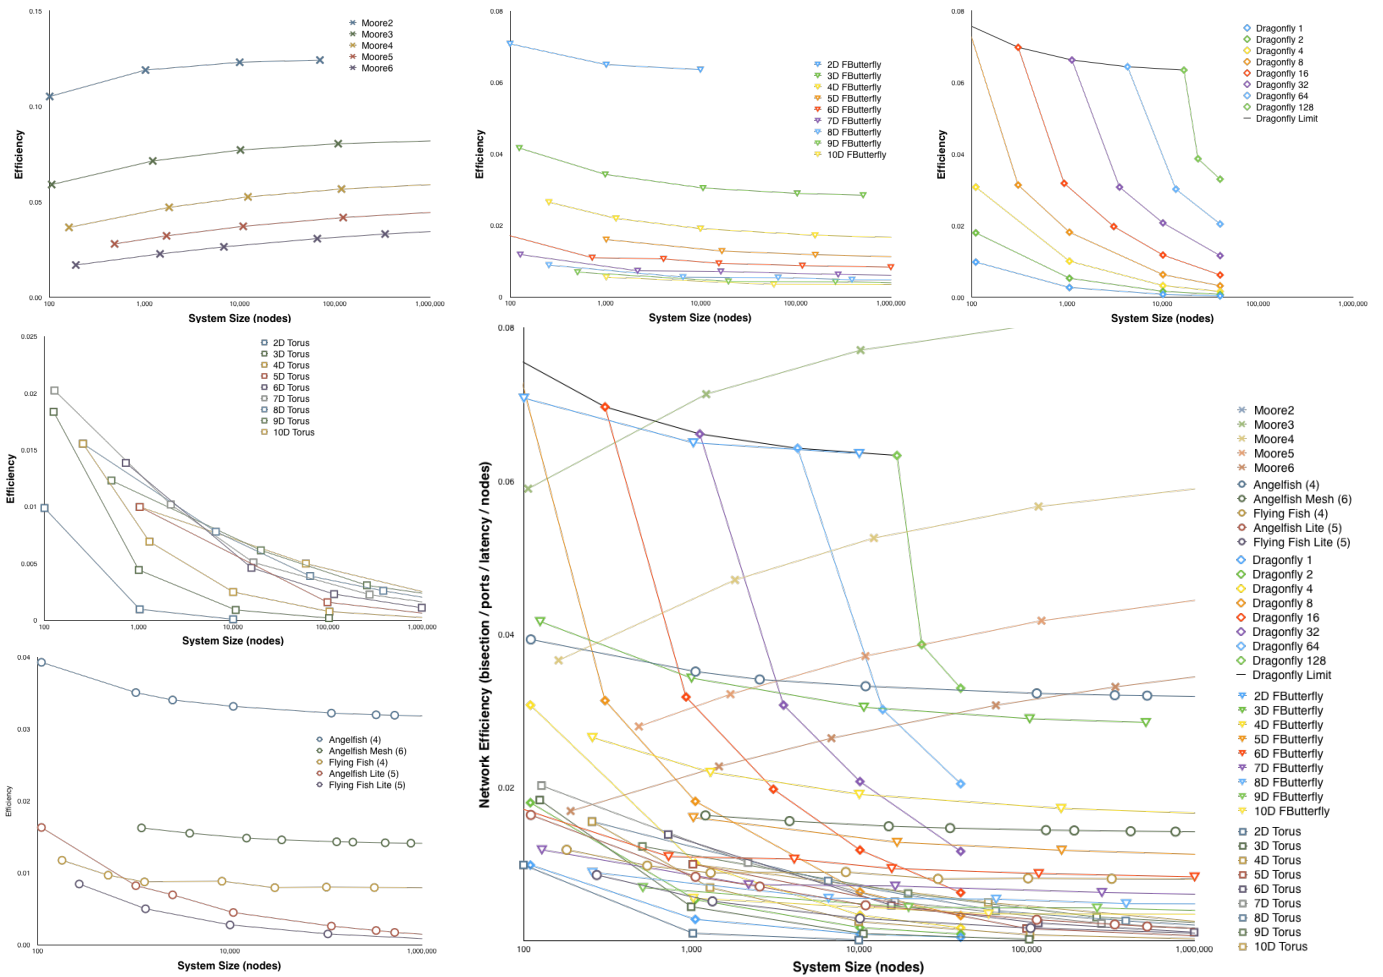 0.15
0.10
0.05
0.00
Efficiency
100
1,000
10,000
100,000
1,000,000
System Size (nodes)
Moore2
Moore3
Moore4
Moore5
Moore6
0.08
0.06
0.04
0.02
0
Efficiency
100
1,000
10,000
100,000
1,000,000
System Size (nodes)
2D FButterfly
3D FButterfly
4D FButterfly
5D FButterfly
6D FButterfly
7D FButterfly
8D FButterfly
9D FButterfly
10D FButterfly
0.08
0.06
0.04
0.02
0.00
Efficiency
100
1,000
10,000
100,000
1,000,000
System Size (nodes)
Dragonfly 1
Dragonfly 2
Dragonfly 4
Dragonfly 8
Dragonfly 16
Dragonfly 32
Dragonfly 64
Dragonfly 128
Dragonfly Limit
0.025
0.02
0.015
0.01
0.005
0
Efficiency
100
1,000
10,000
100,000
1,000,000
System Size (nodes)
2D Torus
3D Torus
4D Torus
5D Torus
6D Torus
7D Torus
8D Torus
9D Torus
10D Torus
0.04
0.03
0.02
0.01
0.00
Efficiency
100
10,000
1,000,000
System Size (nodes)
Angelfish (4)
Angelfish Mesh (6)
Flying Fish (4)
Angelfish Lite (5)
Flying Fish Lite (5)
0.08
0.06
0.04
0.02
Network Efficiency (bisection / ports / latency / nodes)
100
1,000
10,000
100,000
1,000,000
System Size (nodes)
Moore2
Moore3
Moore4
Moore5
Moore6
Angelfish (4)
Angelfish Mesh (6)
Flying Fish (4)
Angelfish Lite (5)
Flying Fish Lite (5)
Dragonfly 1
Dragonfly 2
Dragonfly 4
Dragonfly 8
Dragonfly 16
Dragonfly 32
Dragonfly 64
Dragonfly 128
Dragonfly Limit
2D FButterfly
3D FButterfly
4D FButterfly
5D FButterfly
6D FButterfly
7D FButterfly
8D FButterfly
9D FButterfly
10D FButterfly
2D Torus
3D Torus
4D Torus
5D Torus
6D Torus
7D Torus
8D Torus
9D Torus
10D Torus